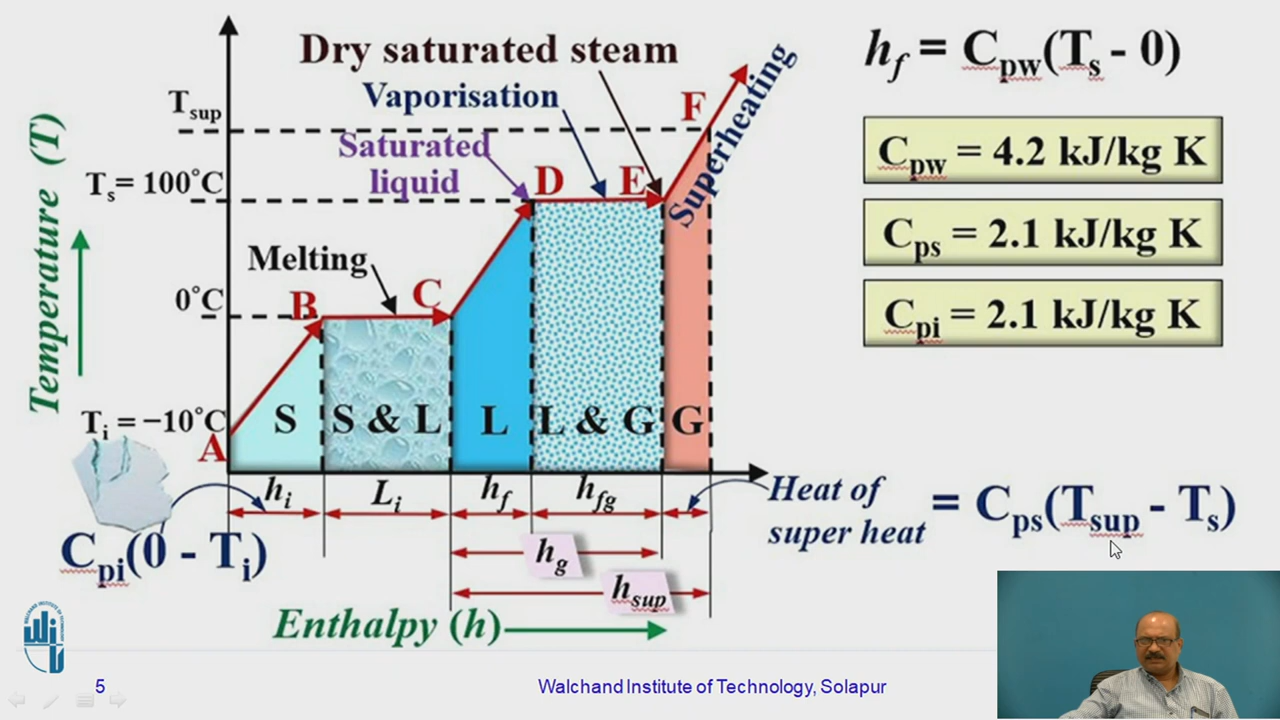 Dry saturated steam
h_f = C_pw(T_s - 0)
Superheating
Vaporisation
F
T_sup
Saturated
liquid
C_pw = 4.2 kJ/kg K
T_s= 100°C
D
E
C_ps = 2.1 kJ/kg K
Temperature (T)
Melting
0°C
B
C
C_pi = 2.1 kJ/kg K
T_i = −10°C
A
S
S & L
L
L & G
G
h_i
L_i
h_f
h_fg
Heat of
super heat
= C_ps(T_sup - T_s)
C_pi(0 - T_i)
h_g
h_sup
Enthalpy (h)
5
Walchand Institute of Technology, Solapur